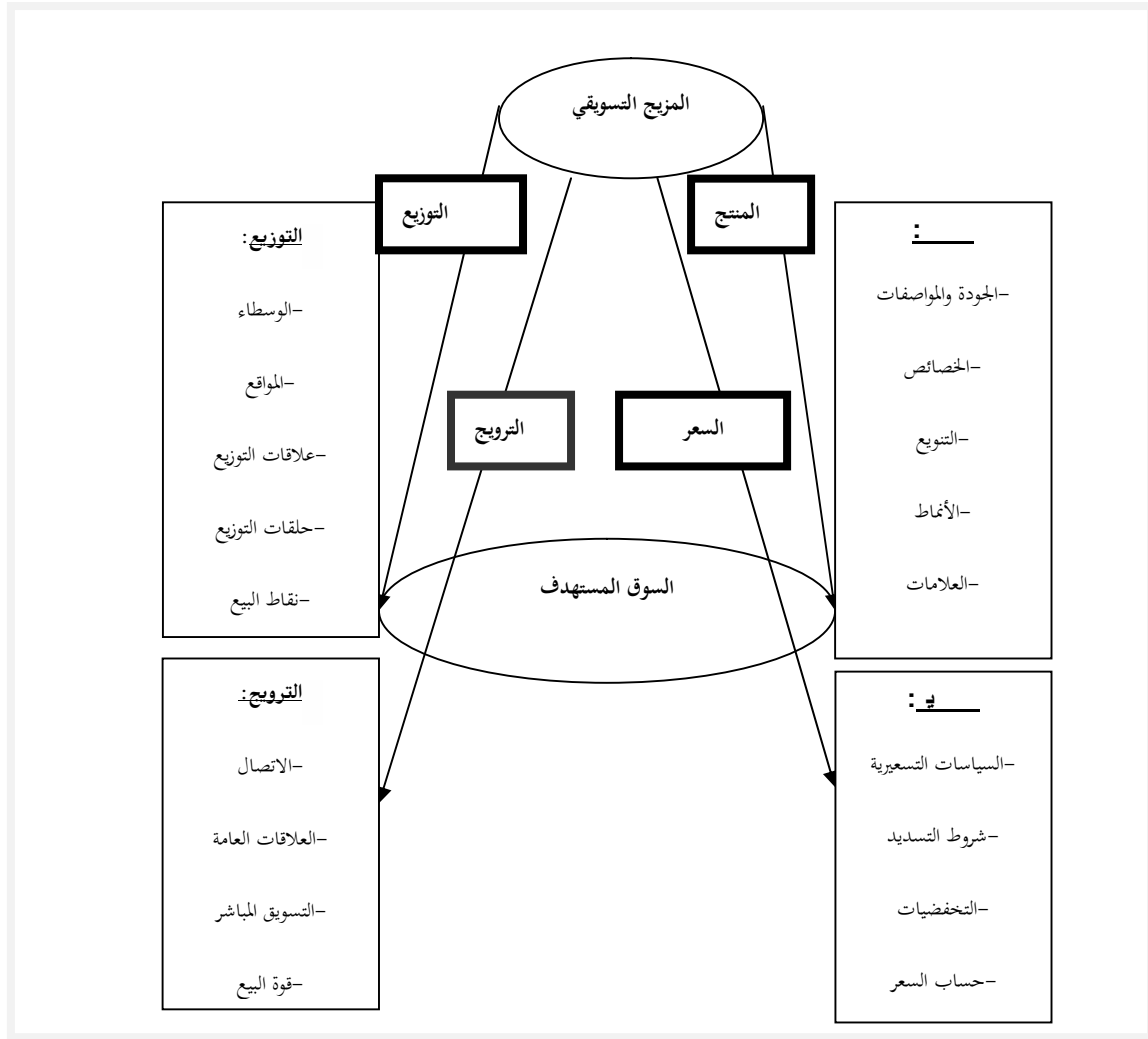 المزيج التسويقي
المنتج
التوزيع
السعر
الترويج
السوق المستهدف
:
-الجودة والمواصفات
-الخصائص
-التنويع
-الأنماط
-العلامات
التوزيع:
-الوسطاء
-المواقع
-علاقات التوزيع
-حلقات التوزيع
-نقاط البيع
:
-السياسات التسعيرية
-شروط التسديد
-التخفضيات
-حساب السعر
الترويج:
-الاتصال
-العلاقات العامة
-التسويق المباشر
-قوة البيع